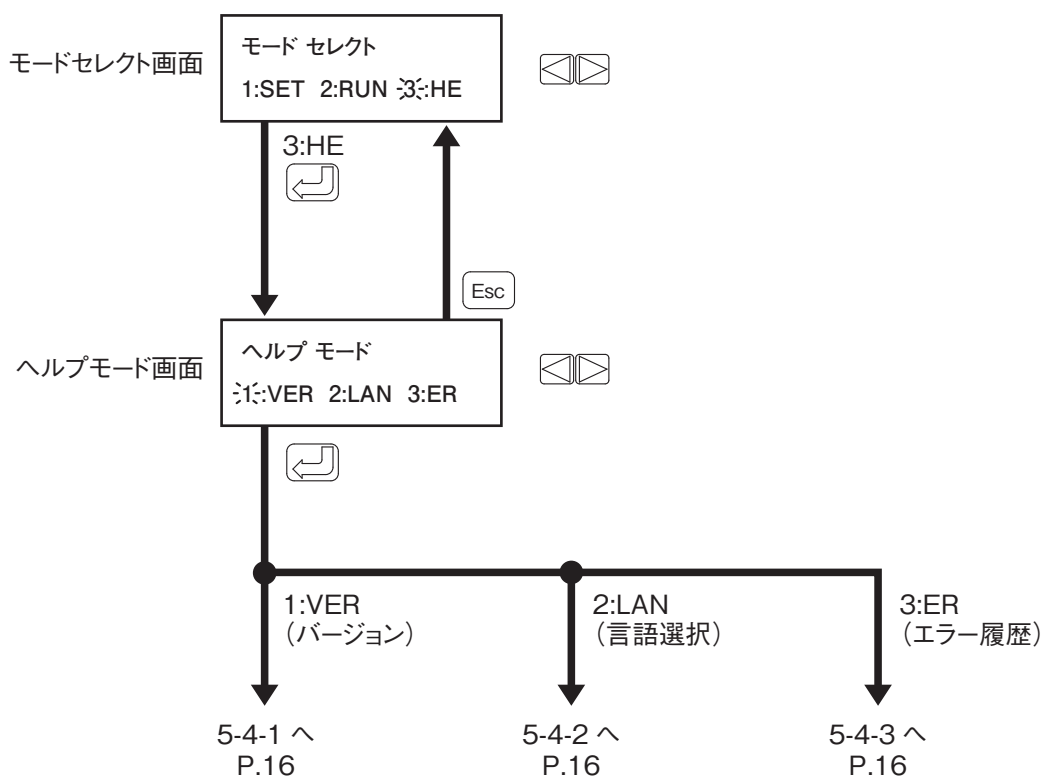 モードセレクト画面
モード セレクト
1:SET 2:RUN 3:HE
3:HE
Esc
ヘルプモード画面
ヘルプ モード
1:VER 2:LAN 3:ER
1:VER
（バージョン）
2:LAN
（言語選択）
3:ER
（エラー履歴）
5-4-1 へ
P.16
5-4-2 へ
P.16
5-4-3 へ
P.16